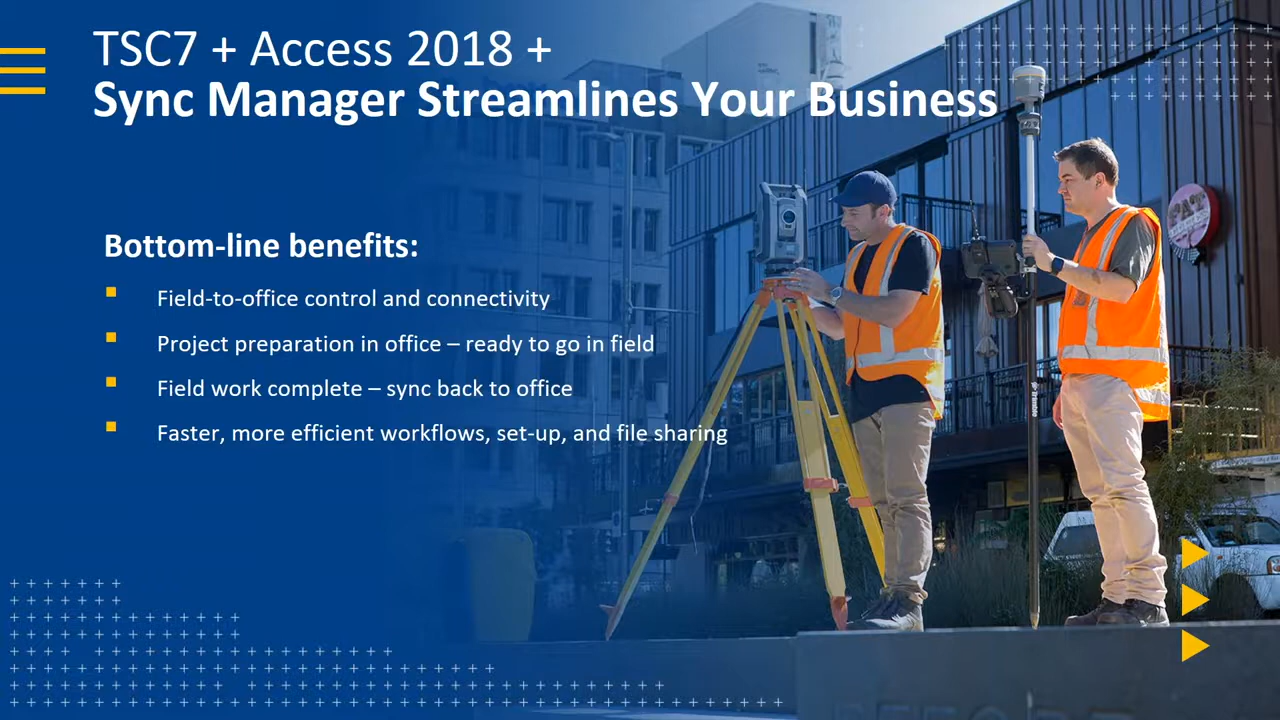 TSC7 + Access 2018 +
Sync Manager Streamlines Your Business
Bottom-line benefits:
Field-to-office control and connectivity
Project preparation in office – ready to go in field
Field work complete – sync back to office
Faster, more efficient workflows, set-up, and file sharing
FAT
Trimble